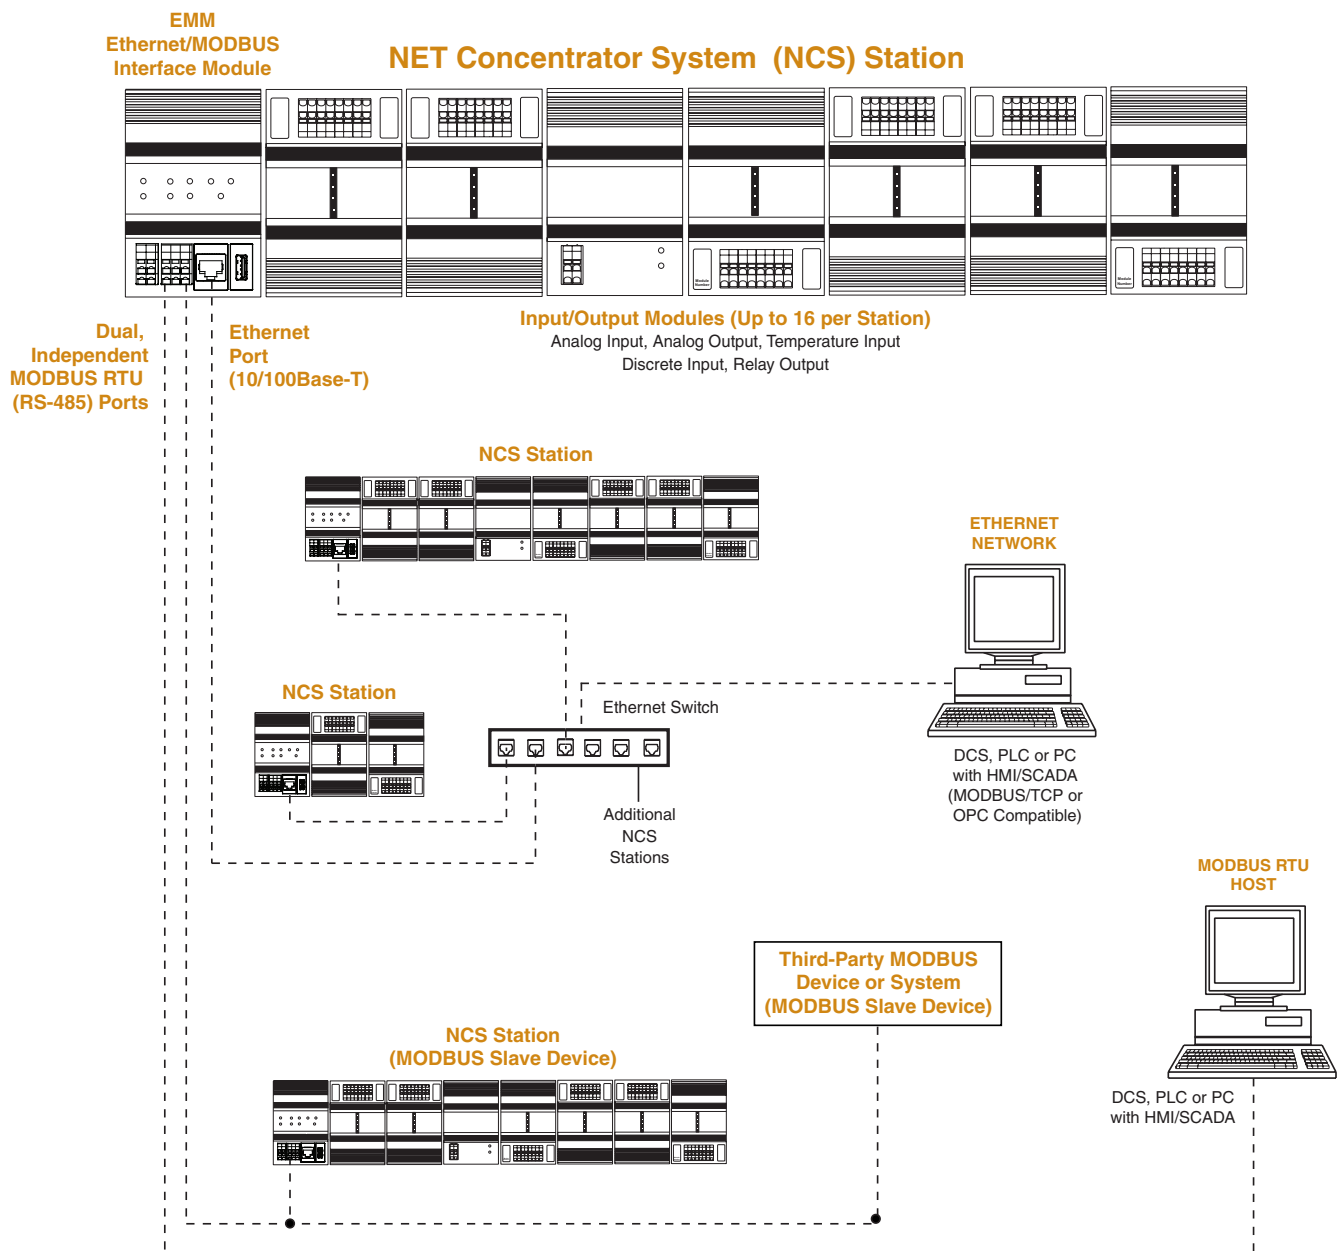 EMM
Ethernet/MODBUS
Interface Module
NET Concentrator System (NCS) Station
Module
Number
Module
Number
Input/Output Modules (Up to 16 per Station)
Analog Input, Analog Output, Temperature Input
Discrete Input, Relay Output
Dual,
Independent
MODBUS RTU
(RS-485) Ports
Ethernet
Port
(10/100Base-T)
NCS Station
ETHERNET
NETWORK
NCS Station
Ethernet Switch
DCS, PLC or PC
with HMI/SCADA
(MODBUS/TCP or
OPC Compatible)
Additional
NCS
Stations
MODBUS RTU
HOST
Third-Party MODBUS
Device or System
(MODBUS Slave Device)
NCS Station
(MODBUS Slave Device)
DCS, PLC or PC
with HMI/SCADA